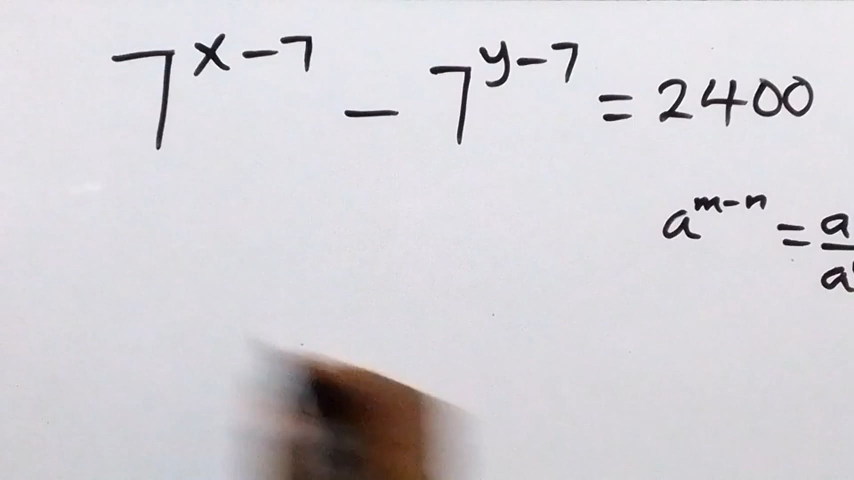 7^{x-7} - 7^{y-7} = 2400
a^{m-n} = a/a